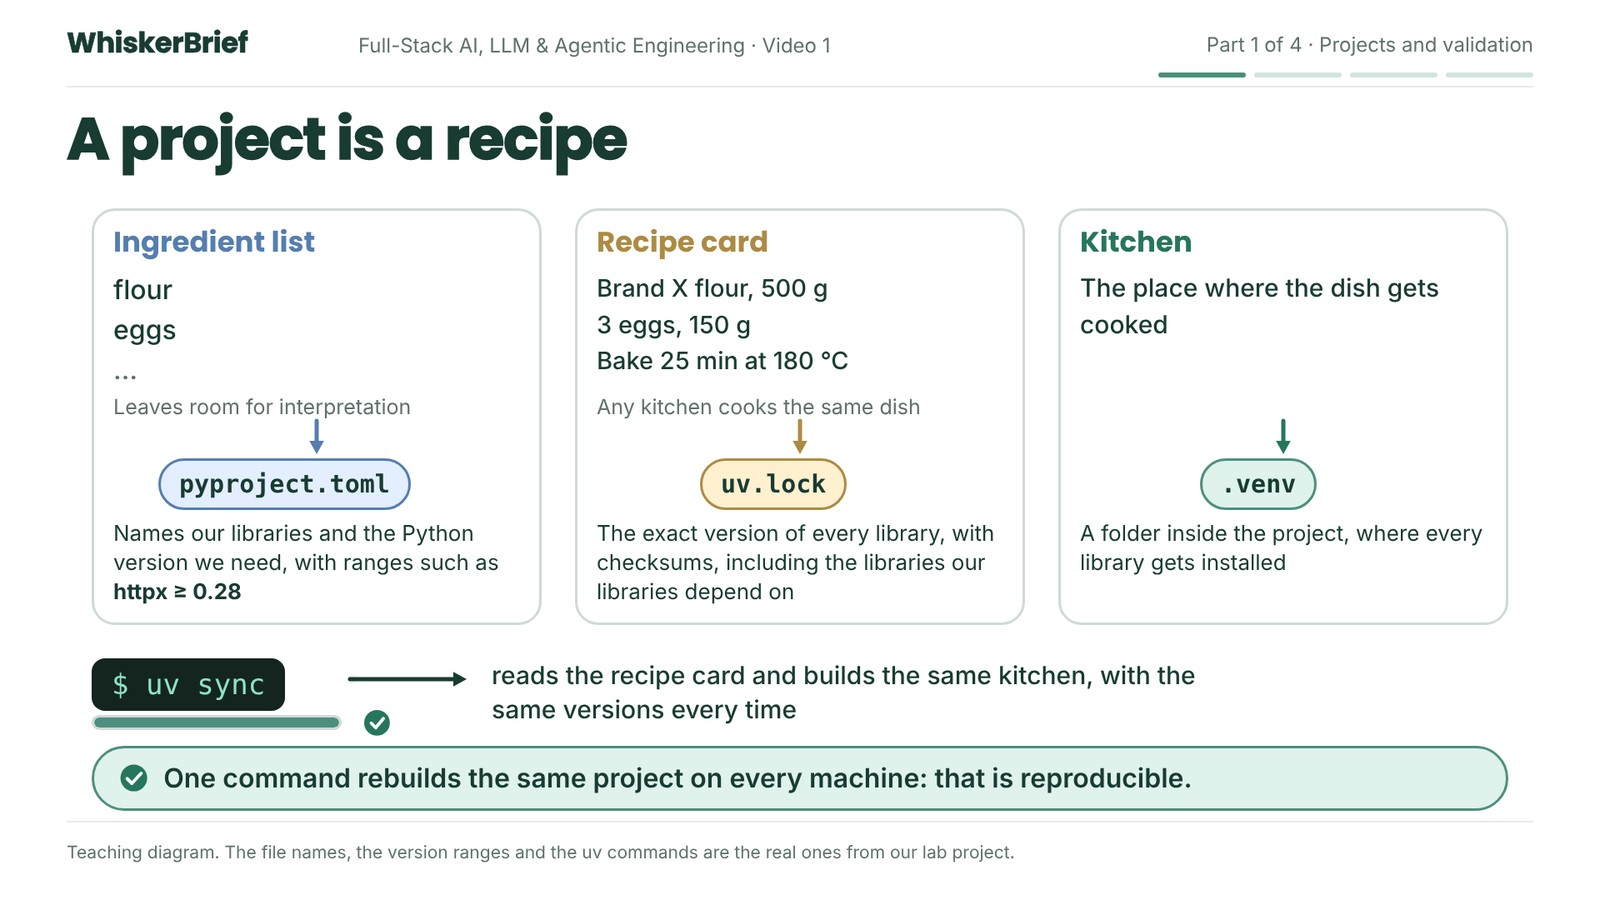 WhiskerBrief
Full-Stack AI, LLM & Agentic Engineering · Video 1
Part 1 of 4 · Projects and validation
A project is a recipe
Ingredient list
flour
eggs
...
Leaves room for interpretation
pyproject.toml
Names our libraries and the Python
version we need, with ranges such as
httpx ≥ 0.28
Recipe card
Brand X flour, 500 g
3 eggs, 150 g
Bake 25 min at 180 °C
Any kitchen cooks the same dish
uv.lock
The exact version of every library, with
checksums, including the libraries our
libraries depend on
Kitchen
The place where the dish gets
cooked
.venv
A folder inside the project, where every
library gets installed
$ uv sync
reads the recipe card and builds the same kitchen, with the
same versions every time
One command rebuilds the same project on every machine: that is reproducible.
Teaching diagram. The file names, the version ranges and the uv commands are the real ones from our lab project.